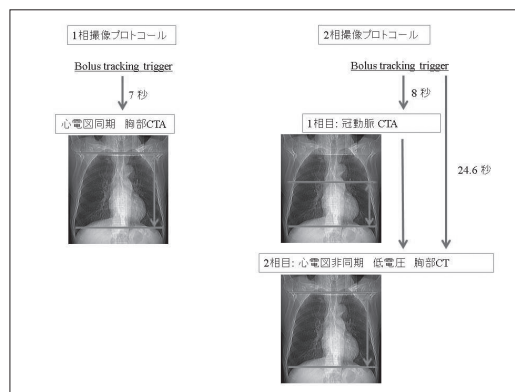 1相撮像プロトコール
Bolus tracking trigger
7 秒
心電図同期 胸部CTA
2相撮像プロトコール
Bolus tracking trigger
8 秒
1相目: 冠動脈 CTA
24.6 秒
2相目: 心電図非同期 低電圧 胸部CT